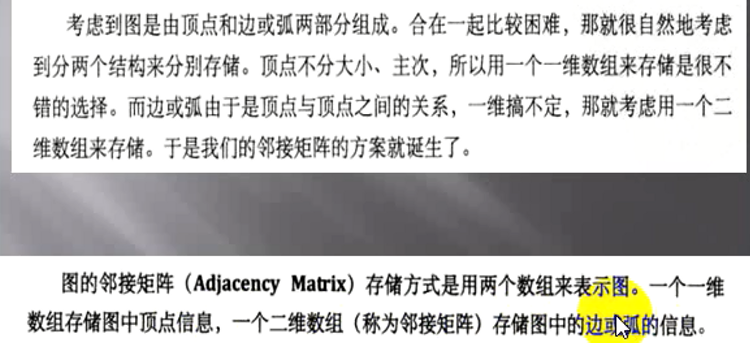 考虑到图是由顶点和边或弧两部分组成。合在一起比较困难，那就很自然地考虑
到分两个结构来分别存储。顶点不分大小、主次，所以用一个一维数组来存储是很不
错的选择。而边或弧由于是顶点与顶点之间的关系，一维搞不定，那就考虑用一个二
维数组来存储。于是我们的邻接矩阵的方案就诞生了。
图的邻接矩阵（Adjacency Matrix）存储方式是用两个数组来表示图。一个一维
数组存储图中顶点信息，一个二维数组（称为邻接矩阵）存储图中的边或弧的信息。